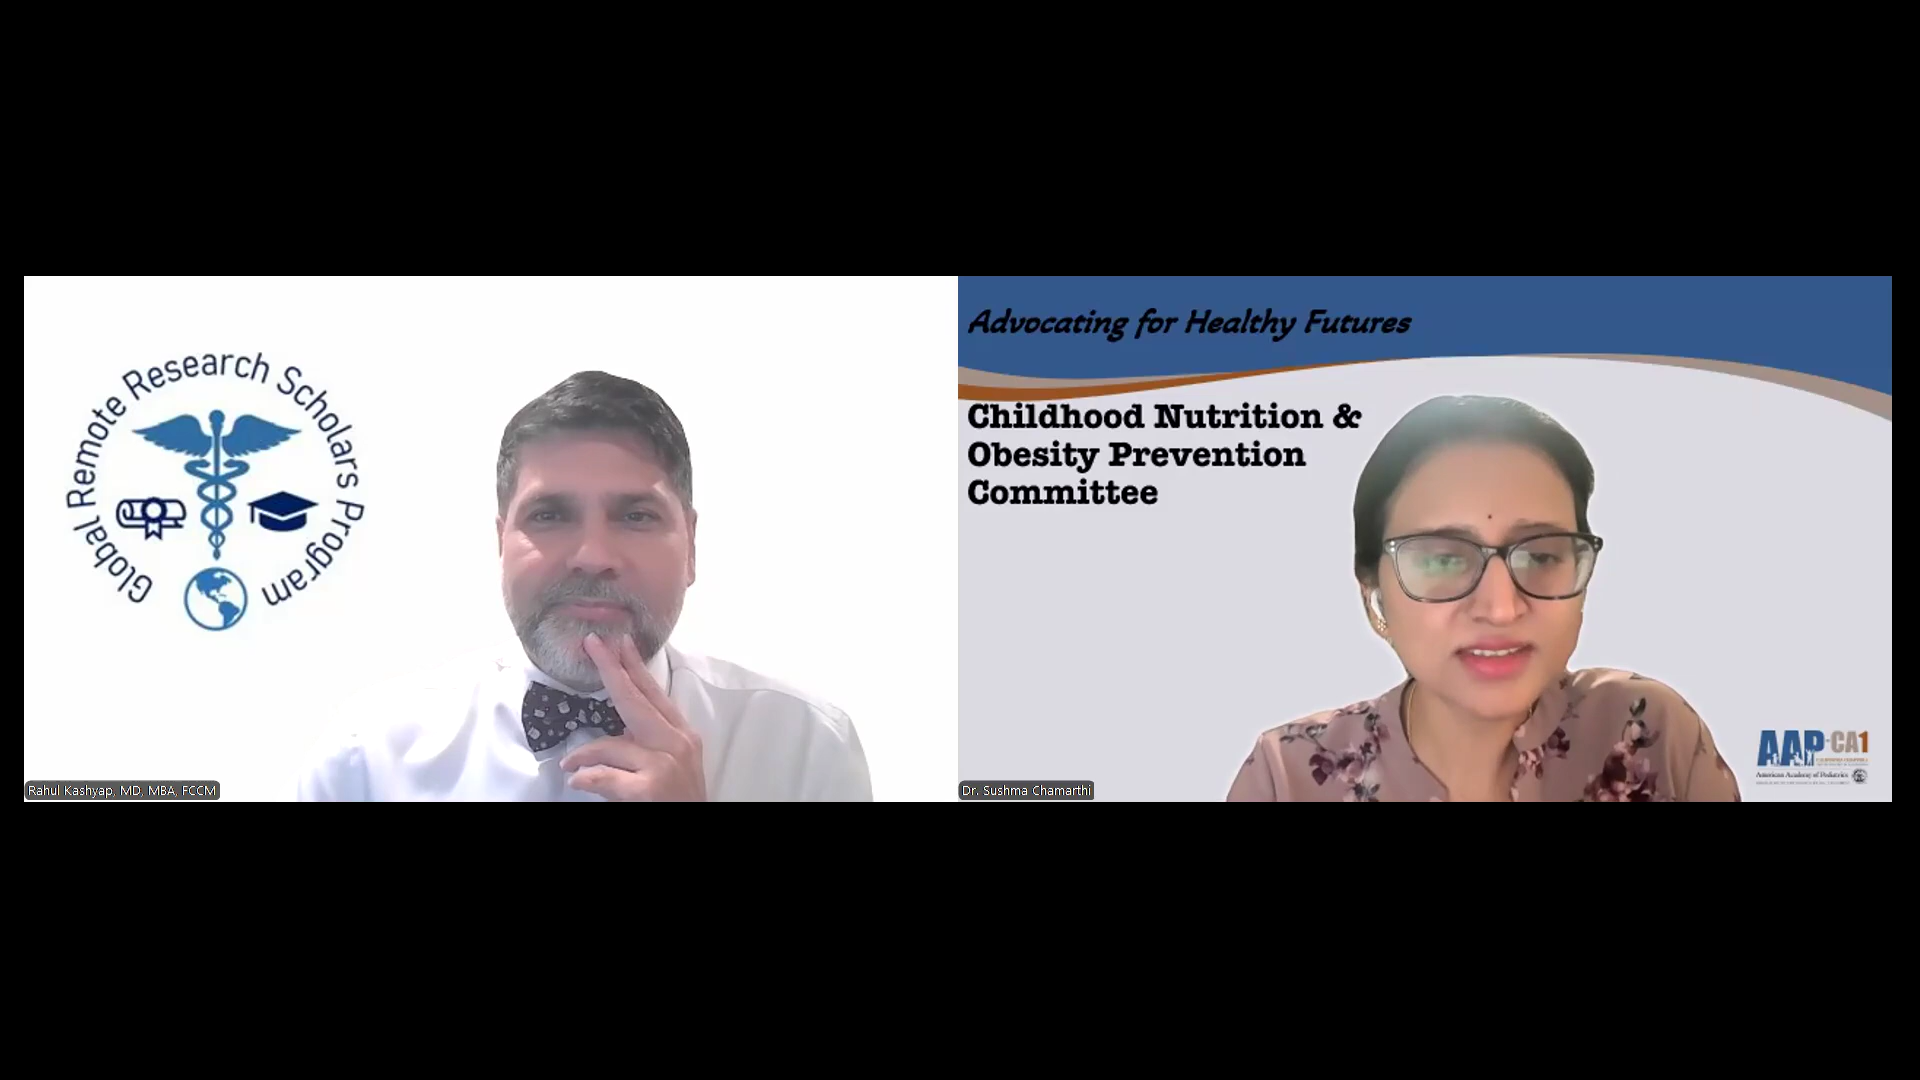 Global Remote Research Scholars Program
Rahul Kashyap, MD, MBA, FCCM
Advocating for Healthy Futures
Childhood Nutrition &
Obesity Prevention
Committee
AAP-CA1
American Academy of Pediatrics
Dr. Sushma Chamarthi